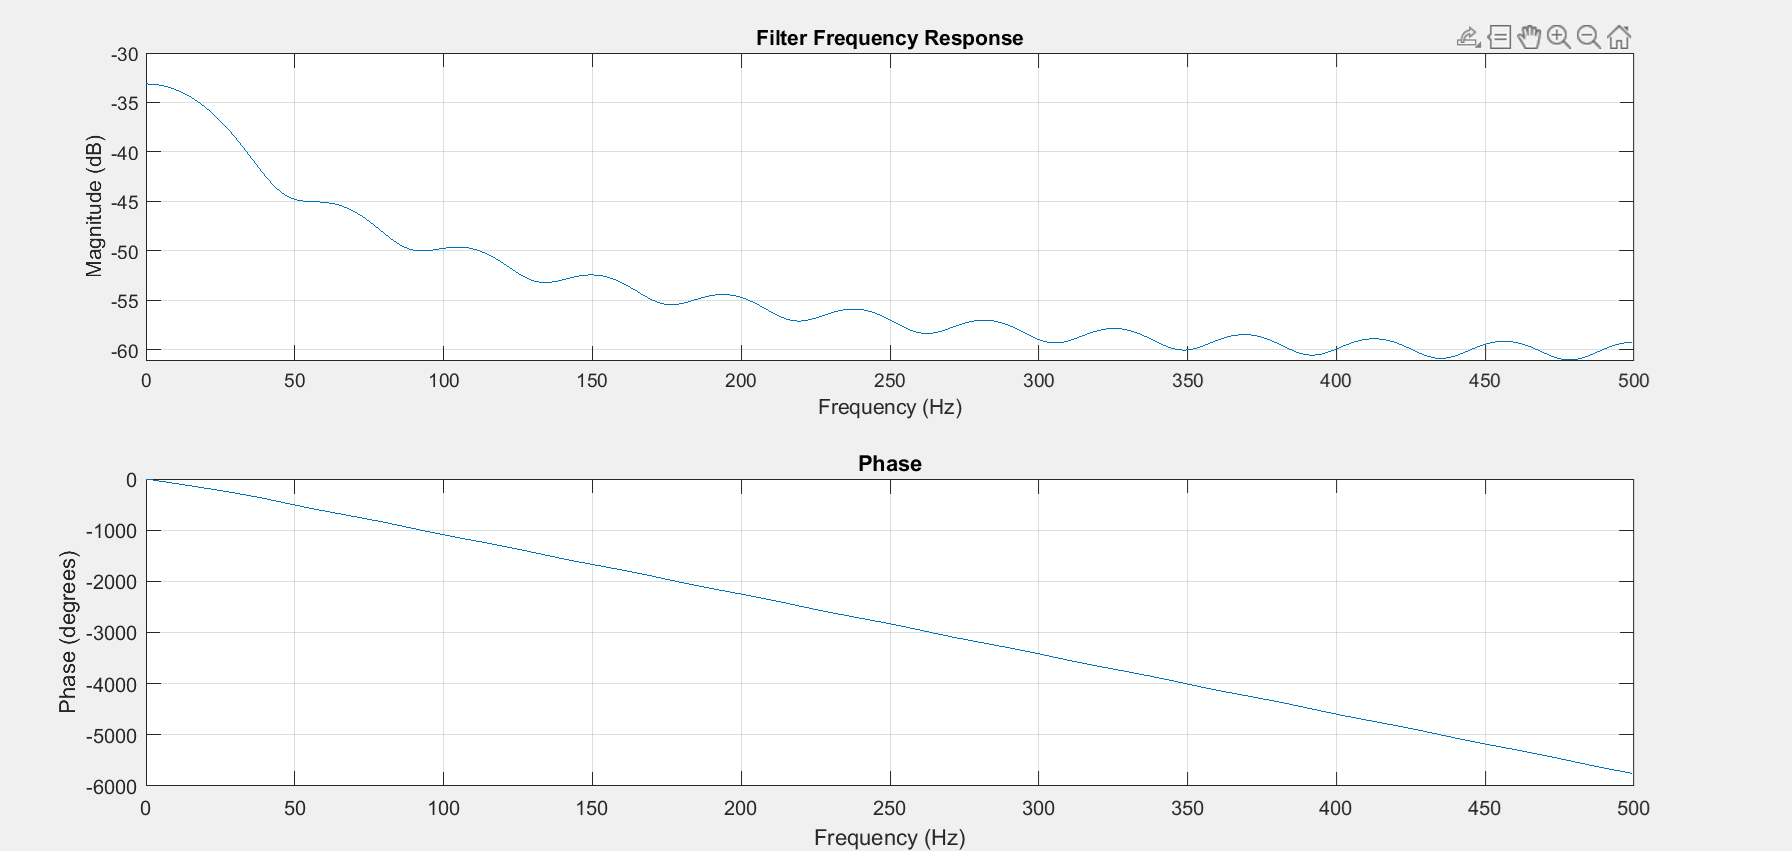 Filter Frequency Response
Magnitude (dB)
-30
-35
-40
-45
-50
-55
-60
0 50 100 150 200 250 300 350 400 450 500
Frequency (Hz)
Phase
Phase (degrees)
0
-1000
-2000
-3000
-4000
-5000
-6000
0 50 100 150 200 250 300 350 400 450 500
Frequency (Hz)